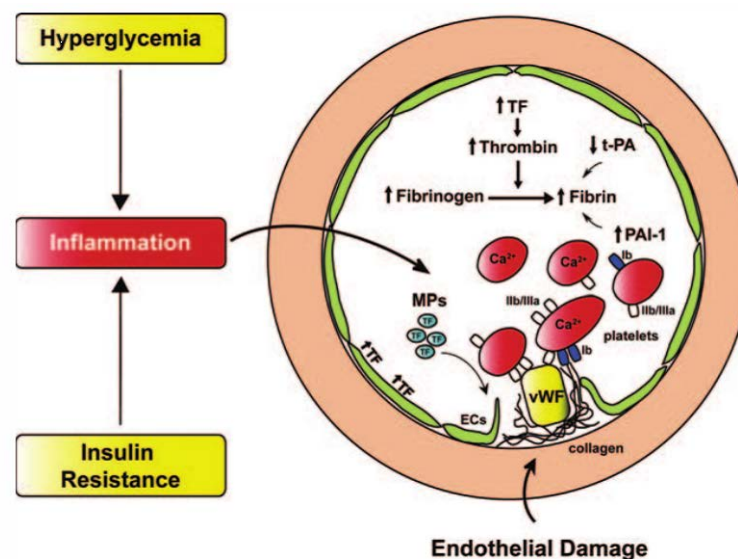 Hyperglycemia
Inflammation
Insulin
Resistance
↑TF
↑Thrombin
↓t-PA
↑Fibrinogen
↑Fibrin
↑PAI-1
Ca²⁺
Ca²⁺
Ib
IIb/IIIa
MPs
IIb/IIIa
Ca²⁺
platelets
TF
TF TF
TF
Ib
↑TF
↑TF
vWF
ECs
collagen
Endothelial Damage